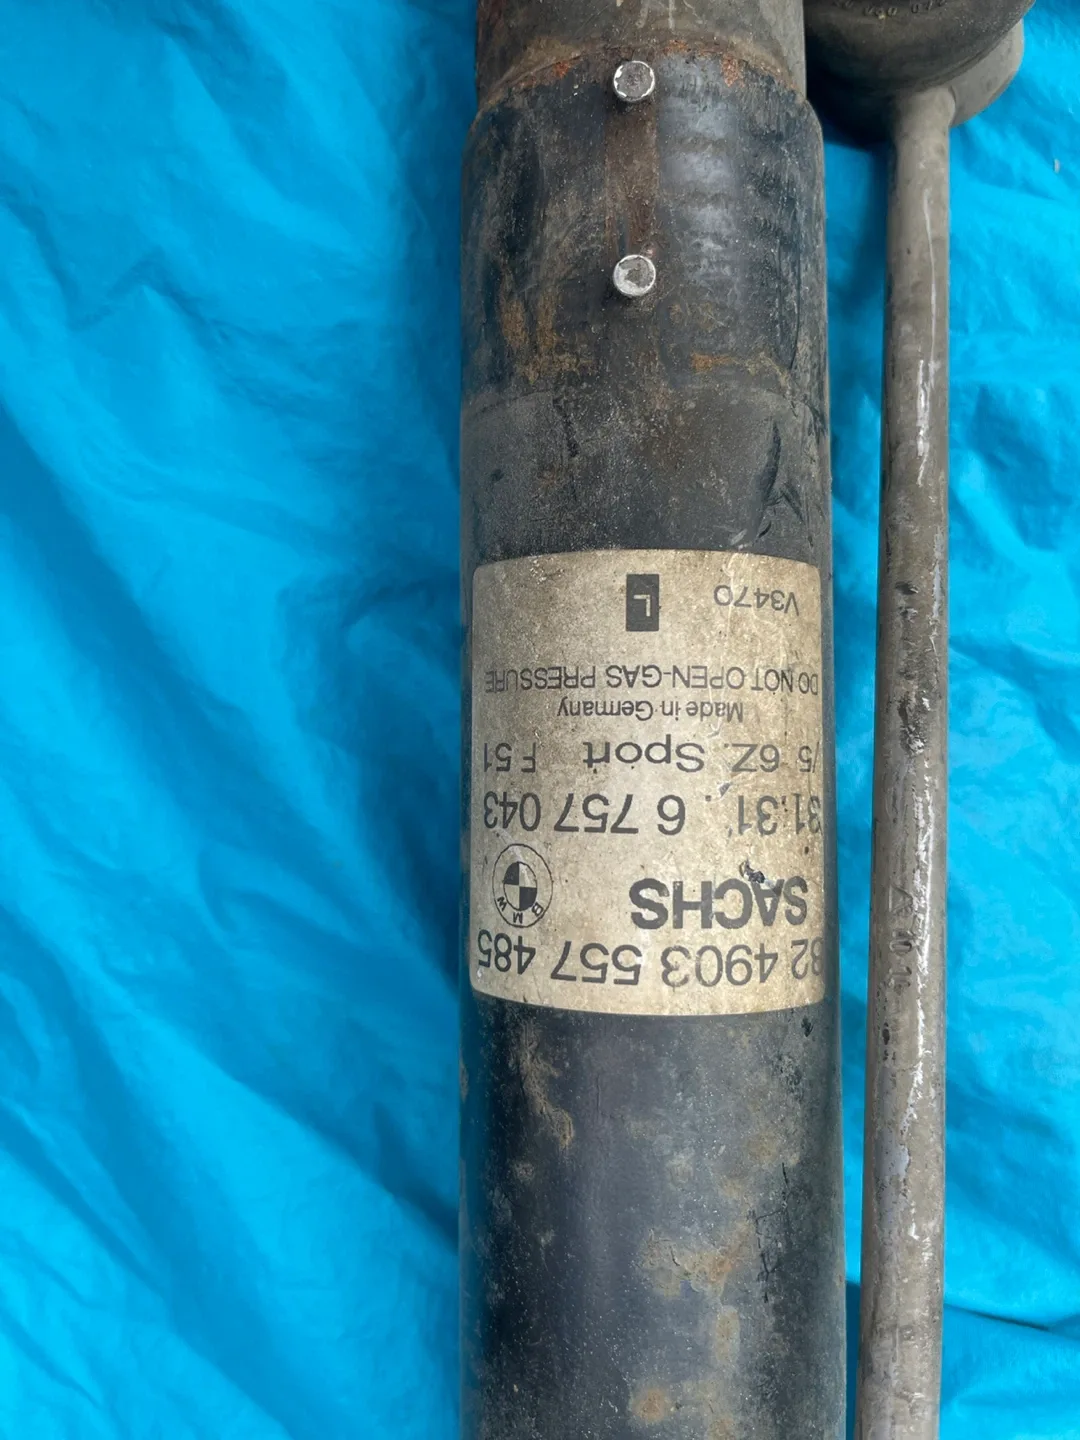 82 4903 557 485
SACHS
BMW
31.31 6 757 043
/5 6Z. Sport F 51
Made in Germany
DO NOT OPEN-GAS PRESSURE
V3470
L